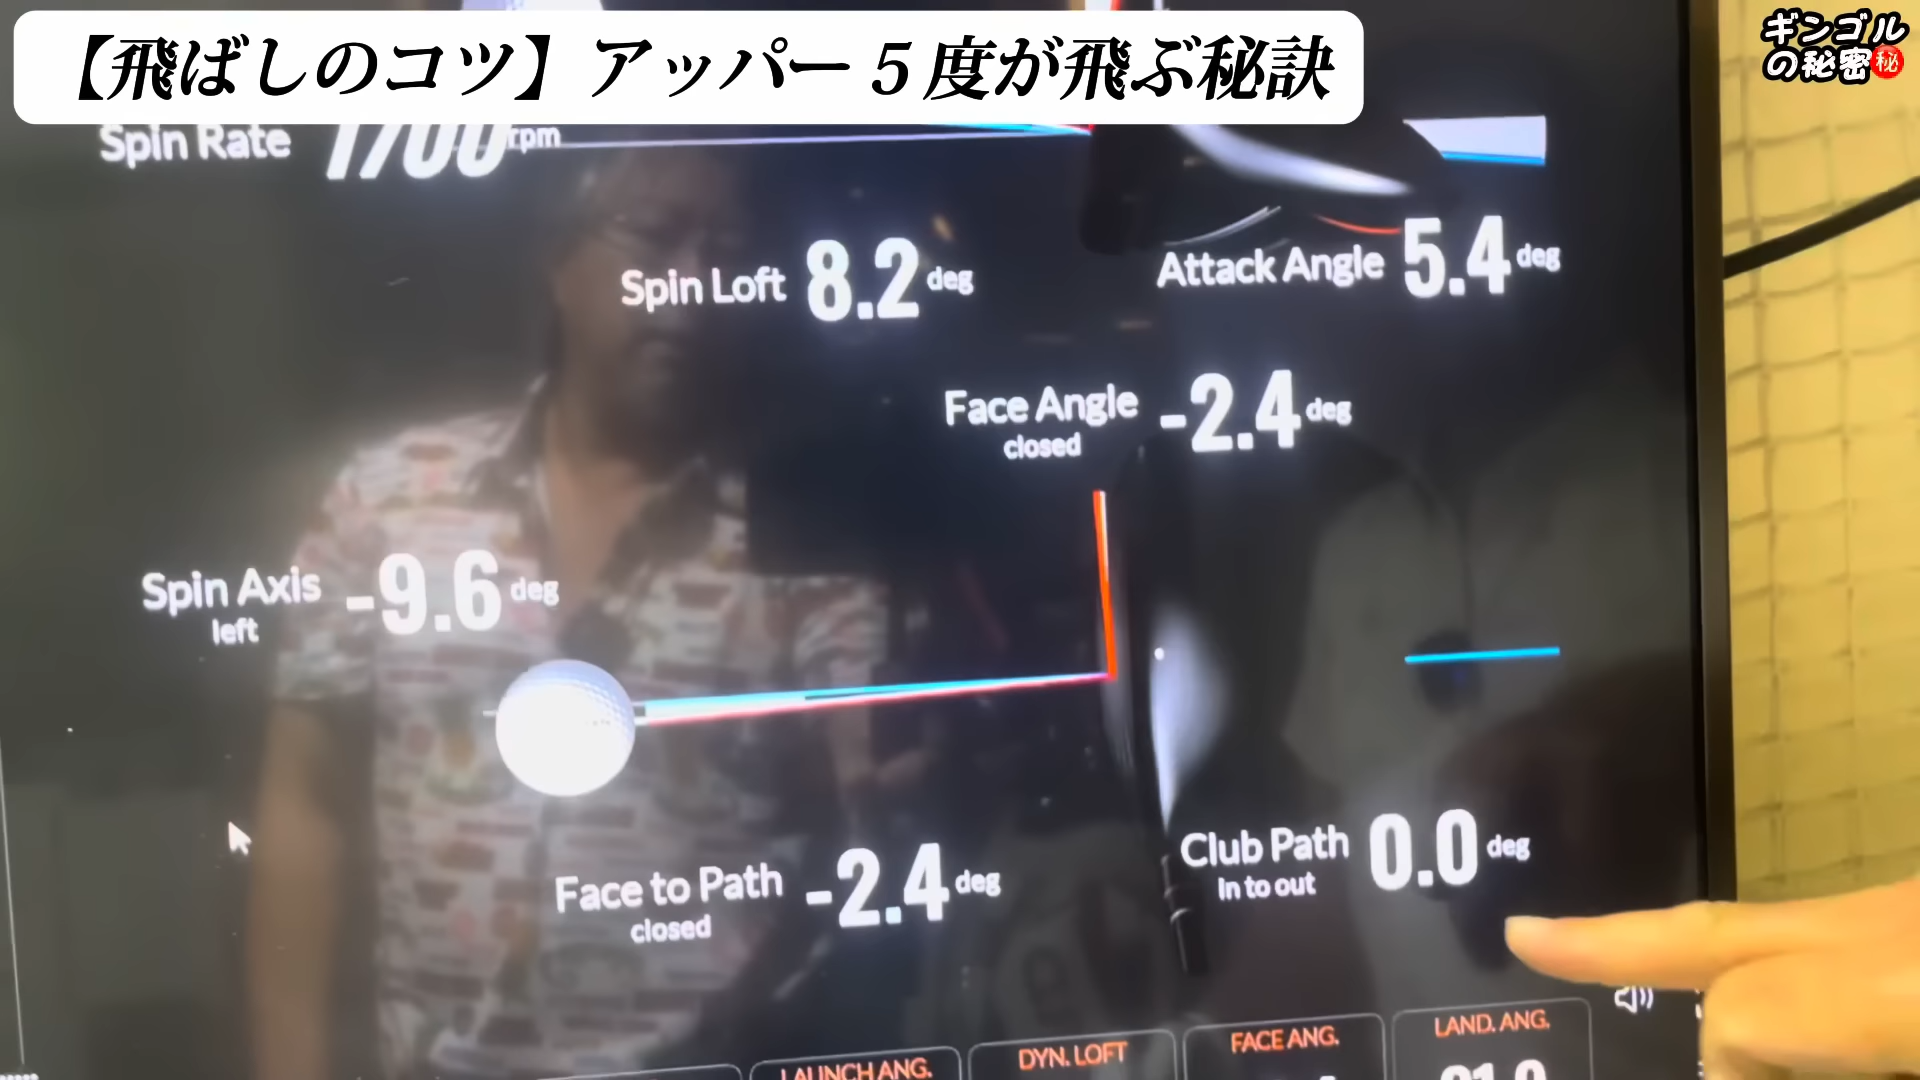 【飛ばしのコツ】アッパー５度が飛ぶ秘訣
ギンゴル
の秘密㊙
Spin Rate 1700 rpm
Spin Loft 8.2 deg
Attack Angle 5.4 deg
Face Angle -2.4 deg
closed
Spin Axis -9.6 deg
left
Face to Path -2.4 deg
closed
Club Path 0.0 deg
In to out
LAUNCH ANG.
DYN. LOFT
FACE ANG.
LAND. ANG.